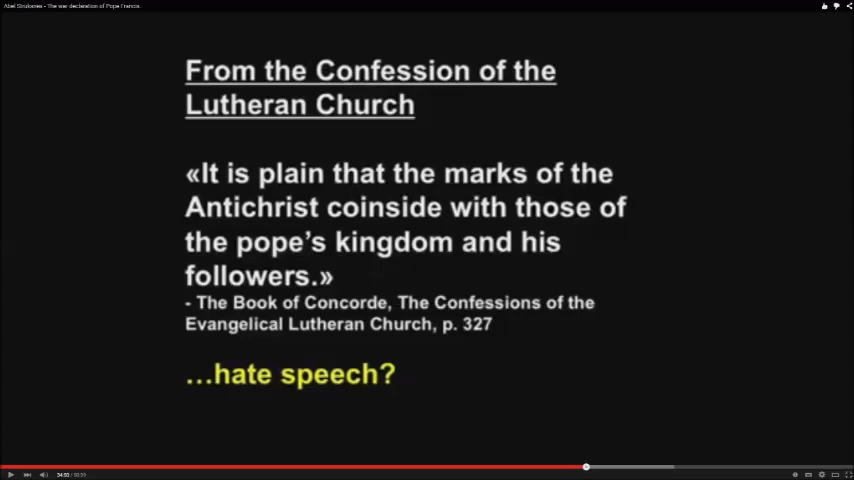 Abel Struksnes - The war declaration of Pope Francis.
From the Confession of the
Lutheran Church
«It is plain that the marks of the
Antichrist coinside with those of
the pope's kingdom and his
followers.»
- The Book of Concorde, The Confessions of the
Evangelical Lutheran Church, p. 327
...hate speech?